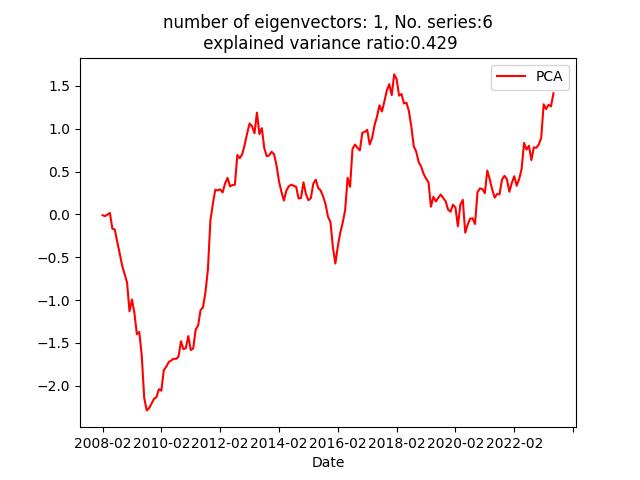 number of eigenvectors: 1, No. series:6
explained variance ratio:0.429
PCA
1.5
1.0
0.5
0.0
−0.5
−1.0
−1.5
−2.0
2008-02 2010-02 2012-02 2014-02 2016-02 2018-02 2020-02 2022-02
Date